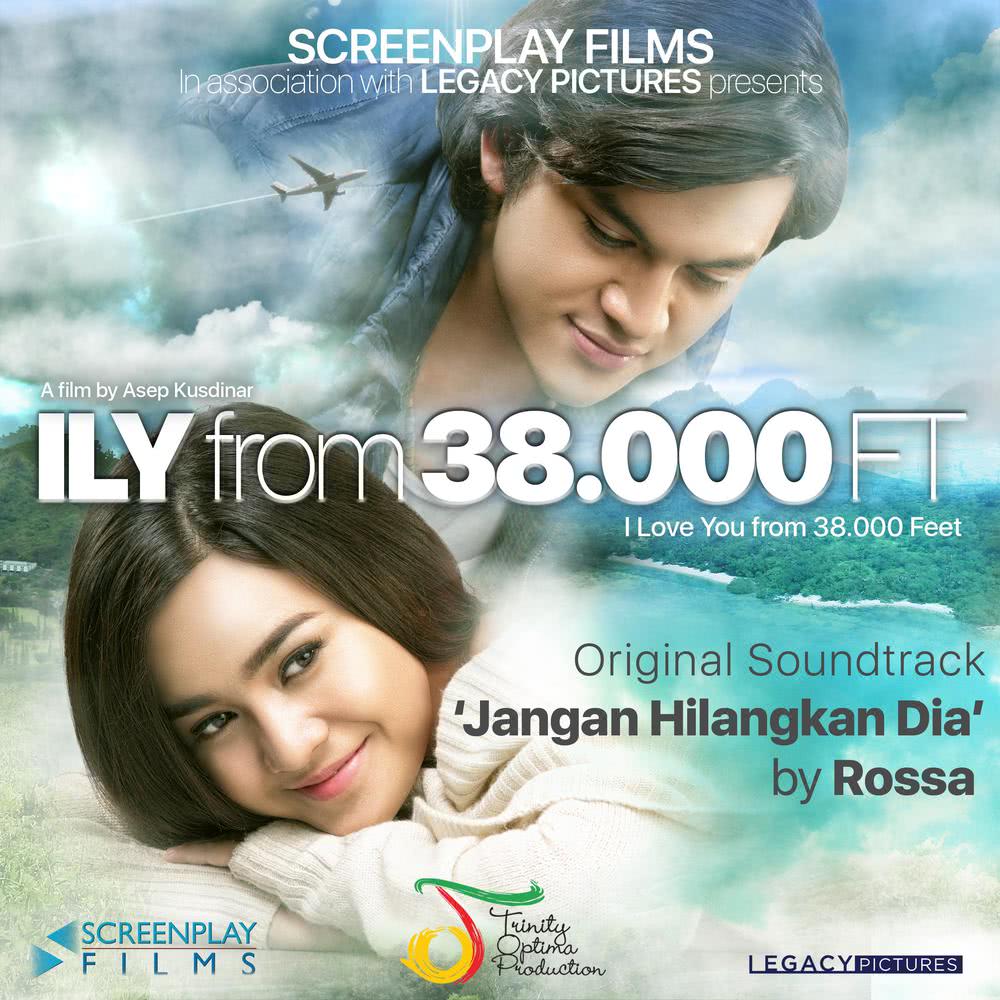 SCREENPLAY FILMS
In association with LEGACY PICTURES presents
A film by Asep Kusdinar
ILY from 38.000 FT
I Love You from 38.000 Feet
Original Soundtrack
‘Jangan Hilangkan Dia’
by Rossa
SCREENPLAY
FILMS
Trinity
Optima
Production
LEGACY PICTURES